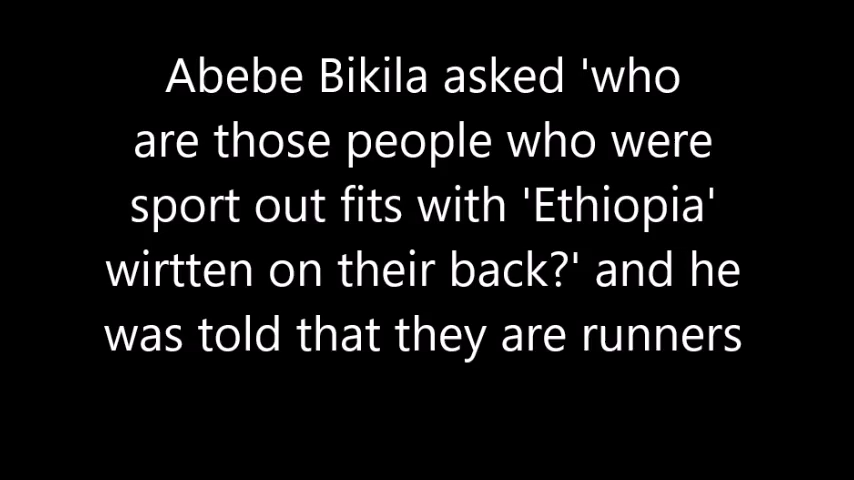 Abebe Bikila asked 'who
are those people who were
sport out fits with 'Ethiopia'
wirtten on their back?' and he
was told that they are runners